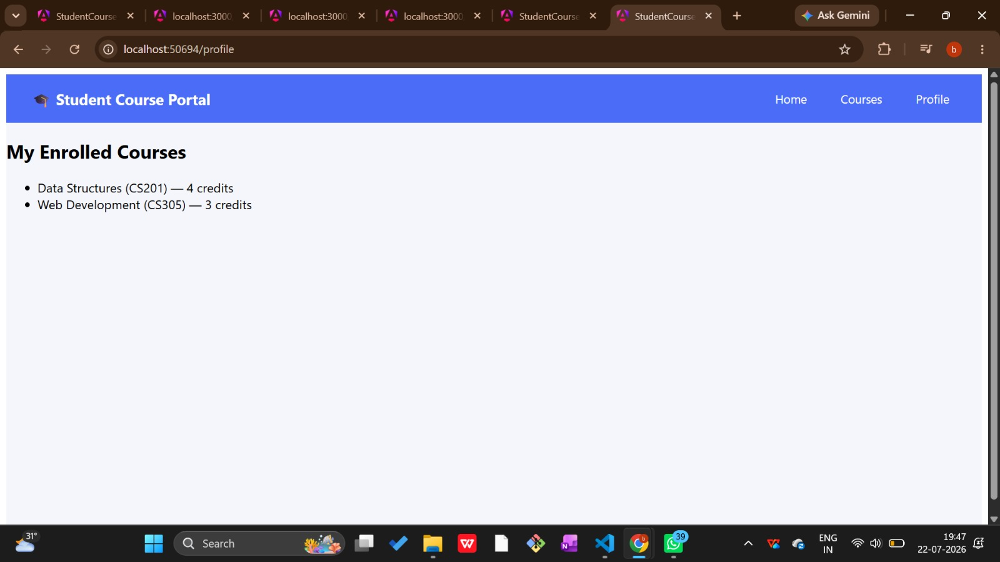 StudentCourse
localhost:3000
localhost:3000
localhost:3000
StudentCourse
StudentCourse
Ask Gemini
localhost:50694/profile
b
🎓 Student Course Portal
Home
Courses
Profile
My Enrolled Courses
• Data Structures (CS201) — 4 credits
• Web Development (CS305) — 3 credits
31°
Search
39
ENG
IN
19:47
22-07-2026